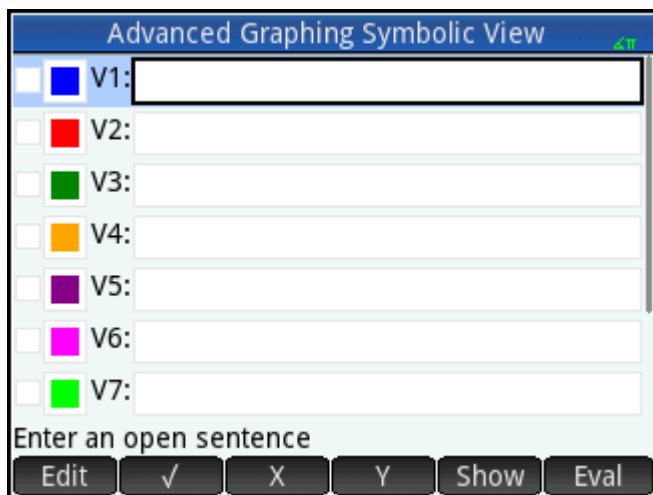 Advanced Graphing Symbolic View ∡π
V1:
V2:
V3:
V4:
V5:
V6:
V7:
Enter an open sentence
Edit √ X Y Show Eval